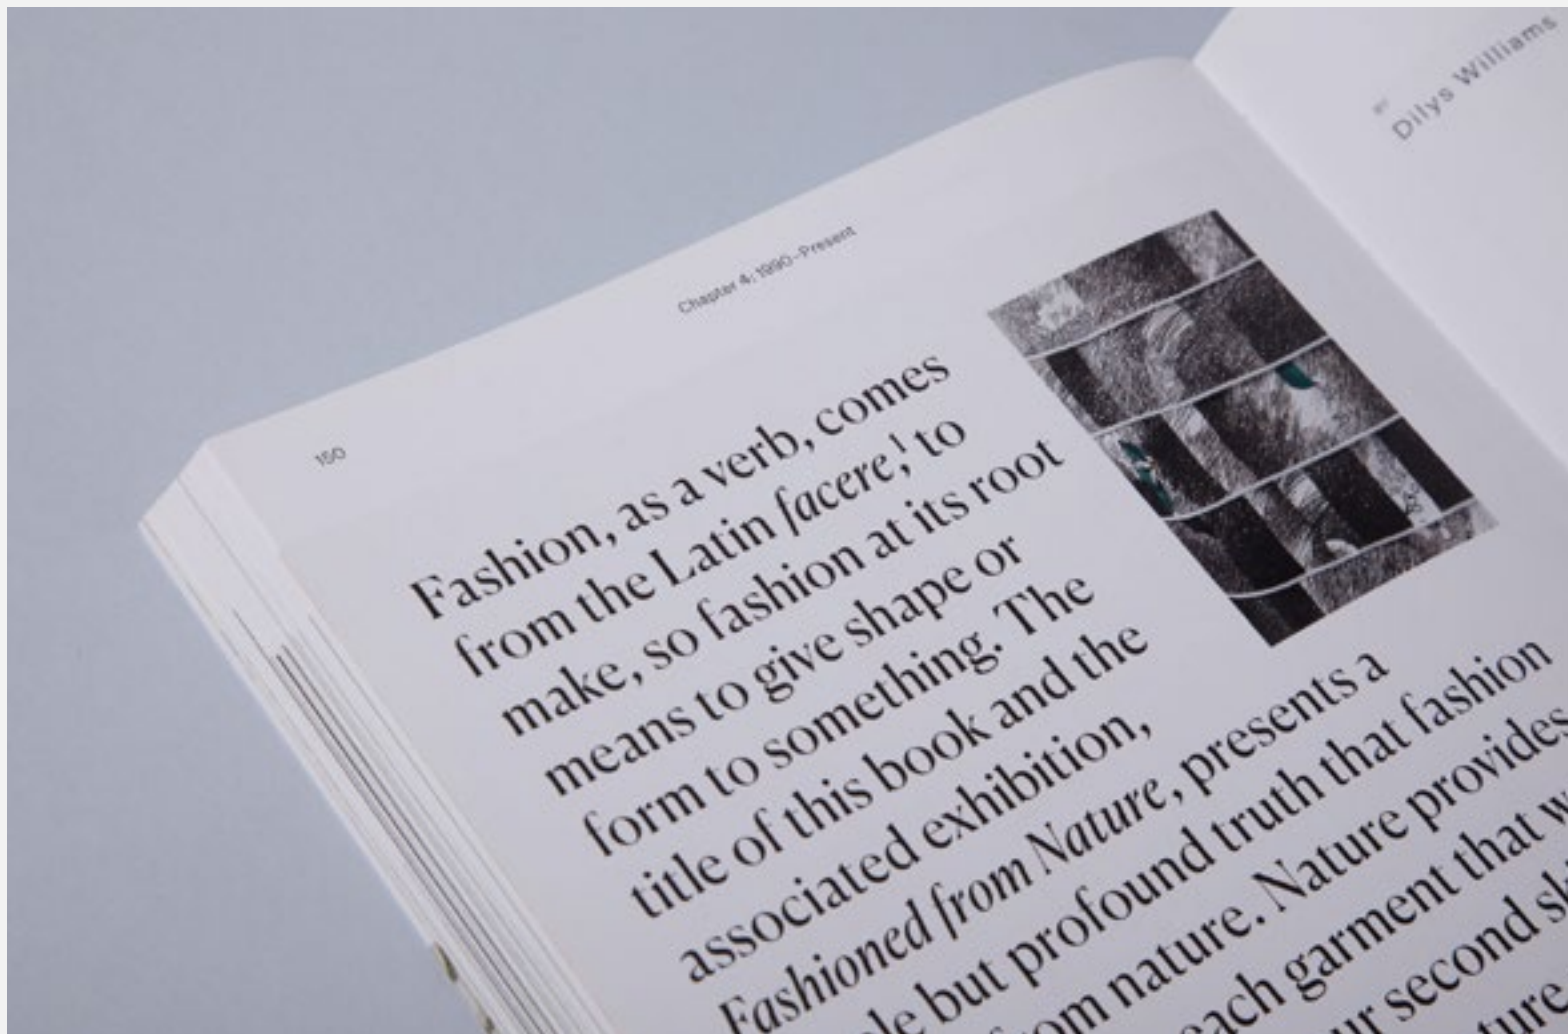 150
Chapter 4: 1990–Present
Fashion, as a verb, comes
from the Latin facere,¹ to
make, so fashion at its root
means to give shape or
form to something. The
title of this book and the
associated exhibition,
Fashioned from Nature, presents a
but profound truth that fashion
nature. Nature provides
each garment that
second
BY
Dilys Williams